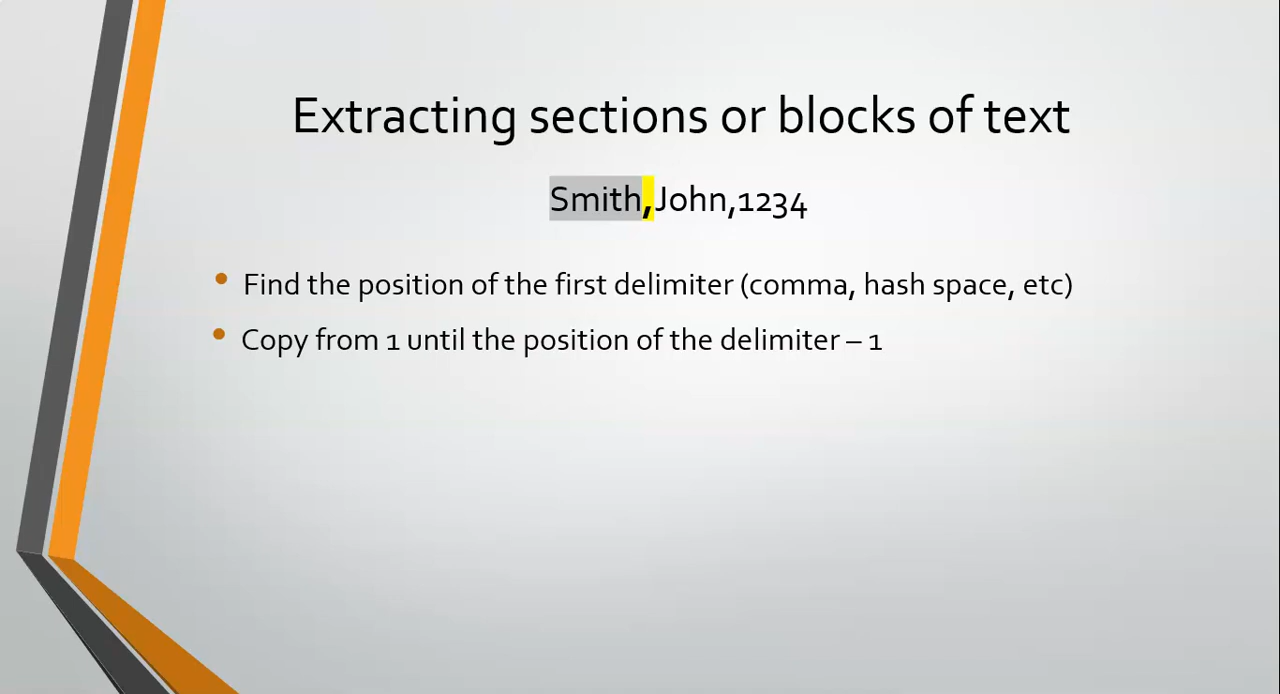 Extracting sections or blocks of text
Smith,John,1234
• Find the position of the first delimiter (comma, hash space, etc)
• Copy from 1 until the position of the delimiter – 1